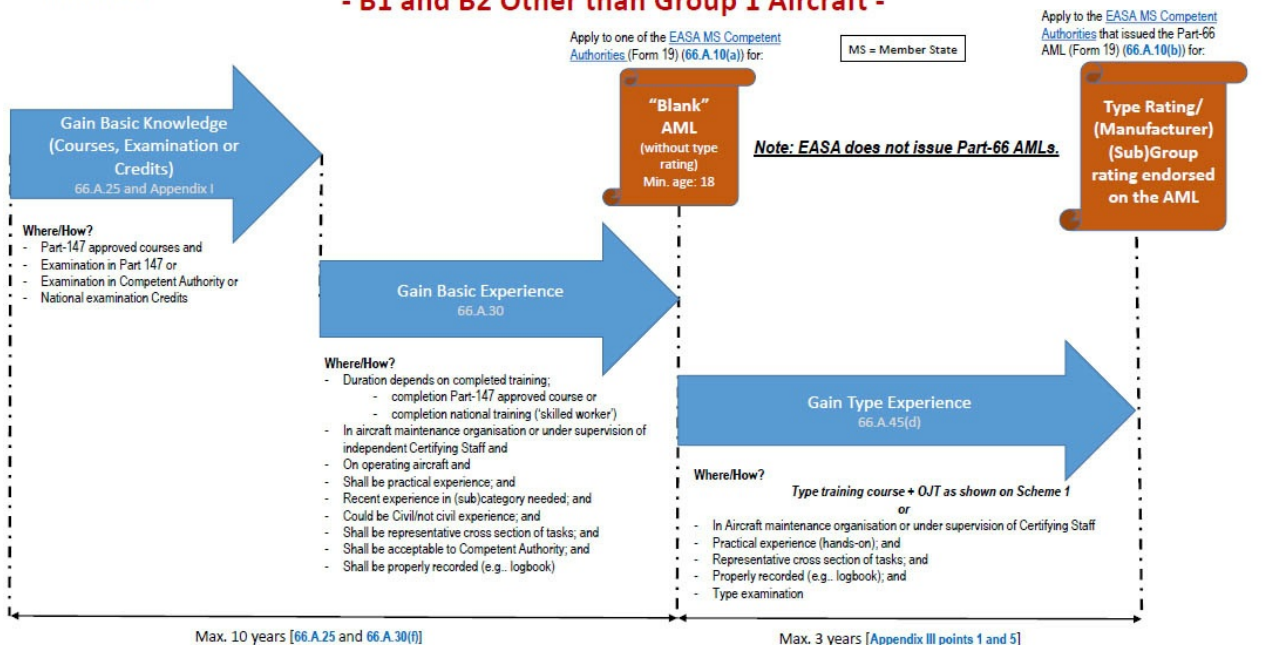 - B1 and B2 Other than Group 1 Aircraft -
Apply to one of the EASA MS Competent
Authorities (Form 19) (66.A.10(a)) for:
MS = Member State
Apply to the EASA MS Competent
Authorities that issued the Part-66
AML (Form 19) (66.A.10(b)) for:
"Blank"
AML
(without type
rating)
Min. age: 18
Note: EASA does not issue Part-66 AMLs.
Type Rating/
(Manufacturer)
(Sub)Group
rating endorsed
on the AML
Gain Basic Knowledge
(Courses, Examination or
Credits)
66.A.25 and Appendix I
Where/How?
- Part-147 approved courses and
- Examination in Part 147 or
- Examination in Competent Authority or
- National examination Credits
Gain Basic Experience
66.A.30
Where/How?
- Duration depends on completed training;
- completion Part-147 approved course or
- completion national training ('skilled worker')
- In aircraft maintenance organisation or under supervision of
independent Certifying Staff and
- On operating aircraft and
- Shall be practical experience; and
- Recent experience in (sub)category needed; and
- Could be Civil/not civil experience; and
- Shall be representative cross section of tasks; and
- Shall be acceptable to Competent Authority; and
- Shall be properly recorded (e.g.. logbook)
Gain Type Experience
66.A.45(d)
Where/How?
Type training course + OJT as shown on Scheme 1
or
- In Aircraft maintenance organisation or under supervision of Certifying Staff
- Practical experience (hands-on); and
- Representative cross section of tasks; and
- Properly recorded (e.g.. logbook); and
- Type examination
Max. 10 years [66.A.25 and 66.A.30(f)]
Max. 3 years [Appendix III points 1 and 5]